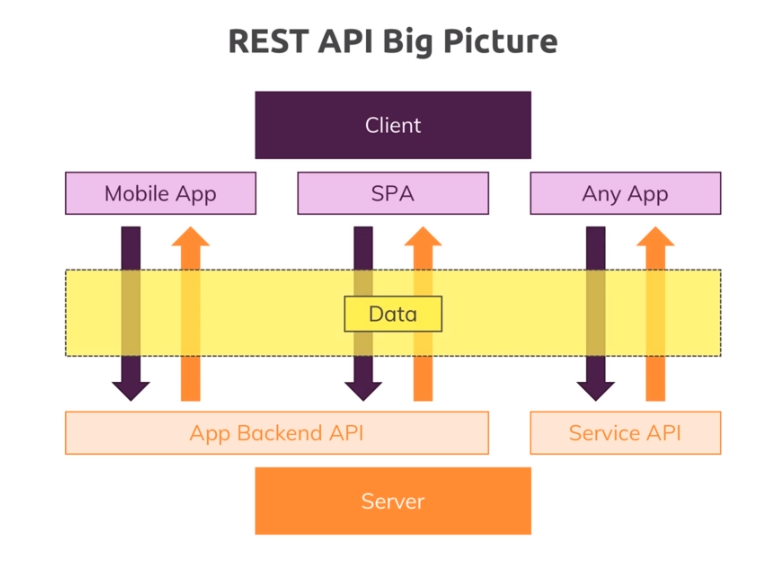 REST API Big Picture
Client
Mobile App
SPA
Any App
Data
App Backend API
Service API
Server